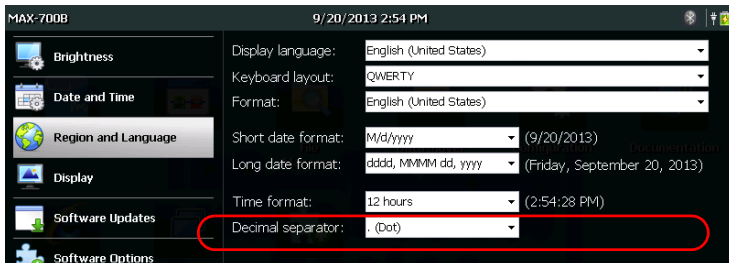 MAX-700B 9/20/2013 2:54 PM
Brightness
Date and Time
Region and Language
Display
Software Updates
Software Options
Display language: English (United States)
Keyboard layout: QWERTY
Format: English (United States)
Short date format: M/d/yyyy (9/20/2013)
Long date format: dddd, MMMM dd, yyyy (Friday, September 20, 2013)
Time format: 12 hours (2:54:28 PM)
Decimal separator: . (Dot)